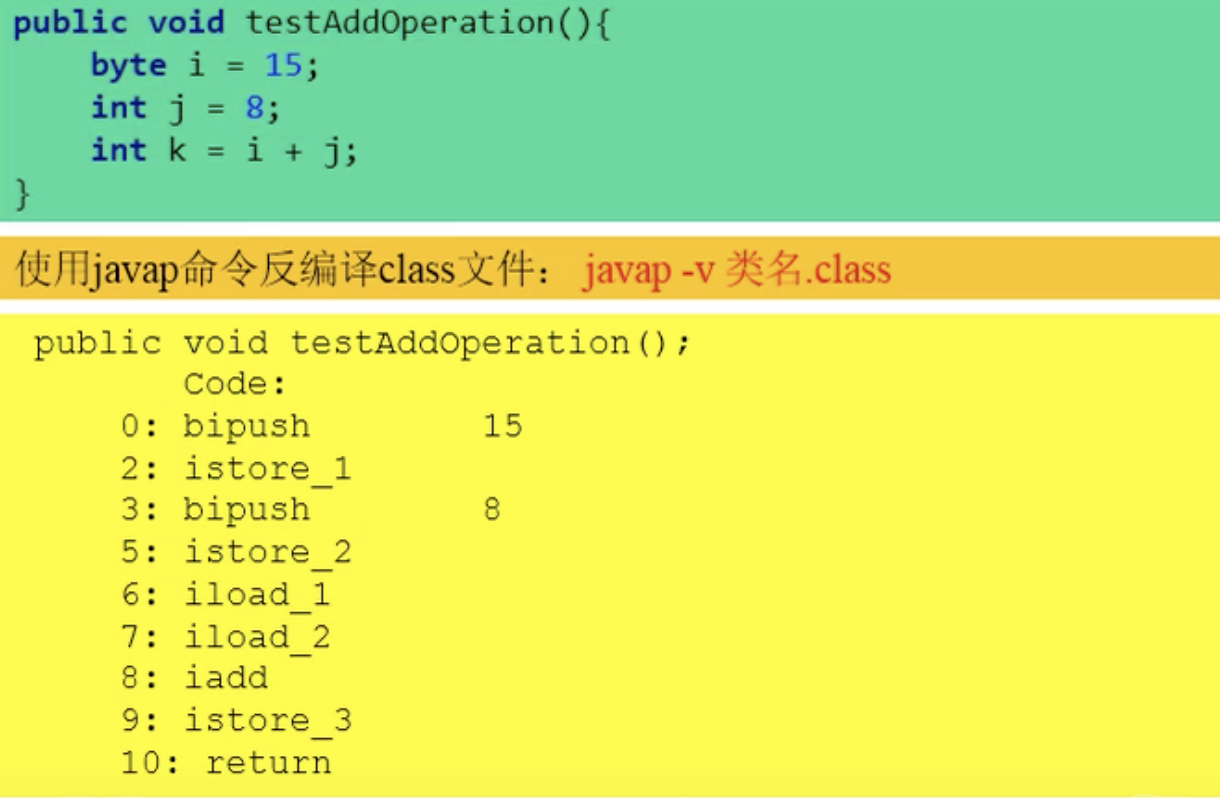 public void testAddOperation(){
    byte i = 15;
    int j = 8;
    int k = i + j;
}
使用javap命令反编译class文件： javap -v 类名.class
public void testAddOperation();
Code:
0: bipush 15
2: istore_1
3: bipush 8
5: istore_2
6: iload_1
7: iload_2
8: iadd
9: istore_3
10: return